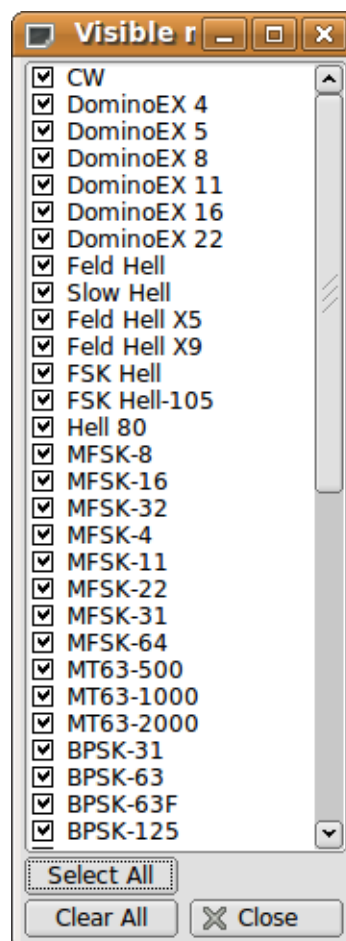 Visible r
CW
DominoEX 4
DominoEX 5
DominoEX 8
DominoEX 11
DominoEX 16
DominoEX 22
Feld Hell
Slow Hell
Feld Hell X5
Feld Hell X9
FSK Hell
FSK Hell-105
Hell 80
MFSK-8
MFSK-16
MFSK-32
MFSK-4
MFSK-11
MFSK-22
MFSK-31
MFSK-64
MT63-500
MT63-1000
MT63-2000
BPSK-31
BPSK-63
BPSK-63F
BPSK-125
Select All
Clear All Close